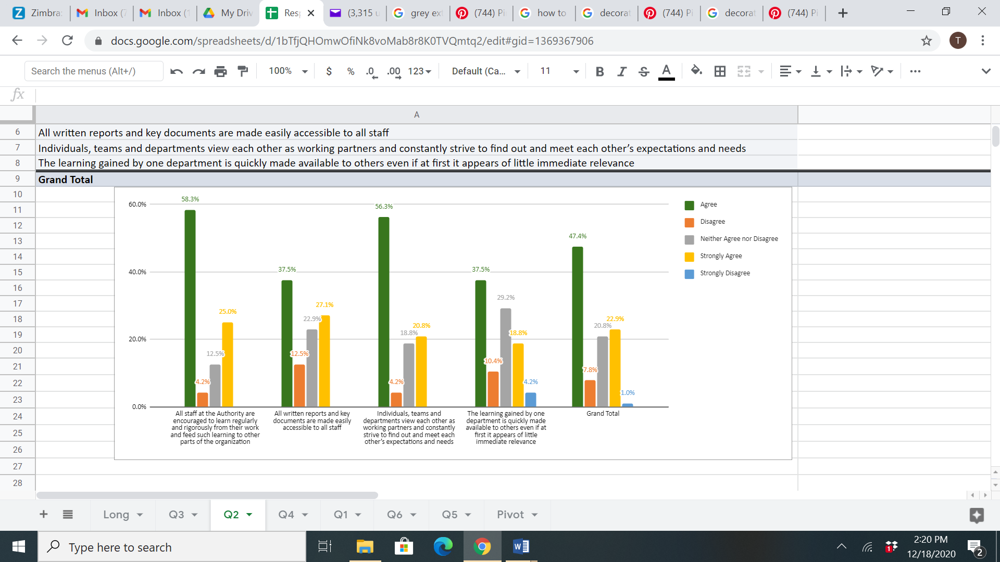 Zimbra:
Inbox (7
Inbox (1
My Driv
Res
(3,315 u
grey ex
(744) Pi
how to
decorat
(744) Pi
decorat
(744) Pi
docs.google.com/spreadsheets/d/1bTfjQHOmwOfiNk8voMab8r8K0TVQmtq2/edit#gid=1369367906
T
Search the menus (Alt+/)
100%
$ % .0 .00 123
Default (Ca...
11
B I S A
fx
A
6 All written reports and key documents are made easily accessible to all staff
7 Individuals, teams and departments view each other as working partners and constantly strive to find out and meet each other’s expectations and needs
8 The learning gained by one department is quickly made available to others even if at first it appears of little immediate relevance
9 Grand Total
10
11
12
13
14
15
16
17
18
19
20
21
22
23
24
25
26
27
28
60.0%
40.0%
20.0%
0.0%
58.3%
4.2%
12.5%
25.0%
37.5%
12.5%
22.9%
27.1%
56.3%
4.2%
18.8%
20.8%
37.5%
10.4%
29.2%
18.8%
4.2%
47.4%
7.8%
20.8%
22.9%
1.0%
Agree
Disagree
Neither Agree nor Disagree
Strongly Agree
Strongly Disagree
All staff at the Authority are
encouraged to learn regularly
and rigorously from their work
and feed such learning to other
parts of the organization
All written reports and key
documents are made easily
accessible to all staff
Individuals, teams and
departments view each other as
working partners and constantly
strive to find out and meet each
other’s expectations and needs
The learning gained by one
department is quickly made
available to others even if at
first it appears of little
immediate relevance
Grand Total
Long
Q3
Q2
Q4
Q1
Q6
Q5
Pivot
Type here to search
1
2:20 PM
12/18/2020
2